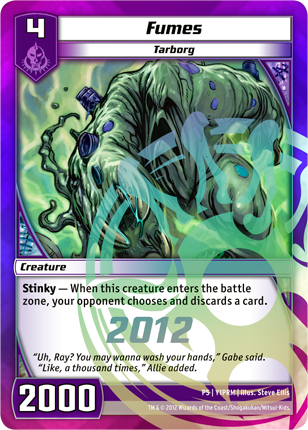 4
Fumes
Tarborg
Creature
Stinky — When this creature enters the battle
zone, your opponent chooses and discards a card.
2012
“Uh, Ray? You may wanna wash your hands,” Gabe said.
“Like, a thousand times,” Allie added.
2000
P5 | Y1PRM | Illus. Steve Ellis
TM & © 2012 Wizards of the Coast/Shogakukan/Mitsui-Kids.